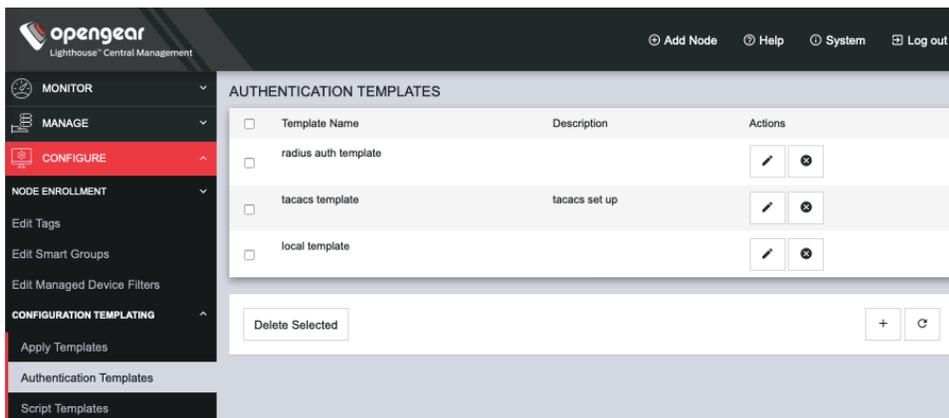 opengear
Lighthouse™ Central Management
Add Node Help System Log out
MONITOR
MANAGE
CONFIGURE
NODE ENROLLMENT
Edit Tags
Edit Smart Groups
Edit Managed Device Filters
CONFIGURATION TEMPLATING
Apply Templates
Authentication Templates
Script Templates
AUTHENTICATION TEMPLATES
Template Name Description Actions
radius auth template
tacacs template tacacs set up
local template
Delete Selected